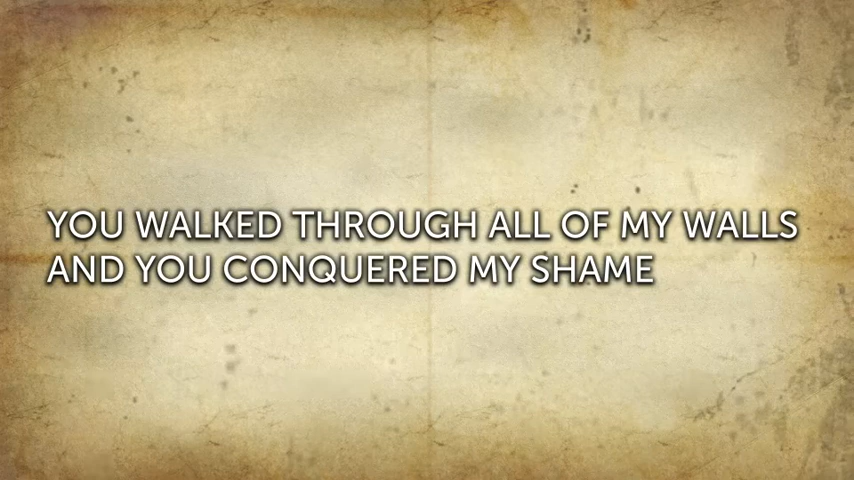 YOU WALKED THROUGH ALL OF MY WALLS
AND YOU CONQUERED MY SHAME